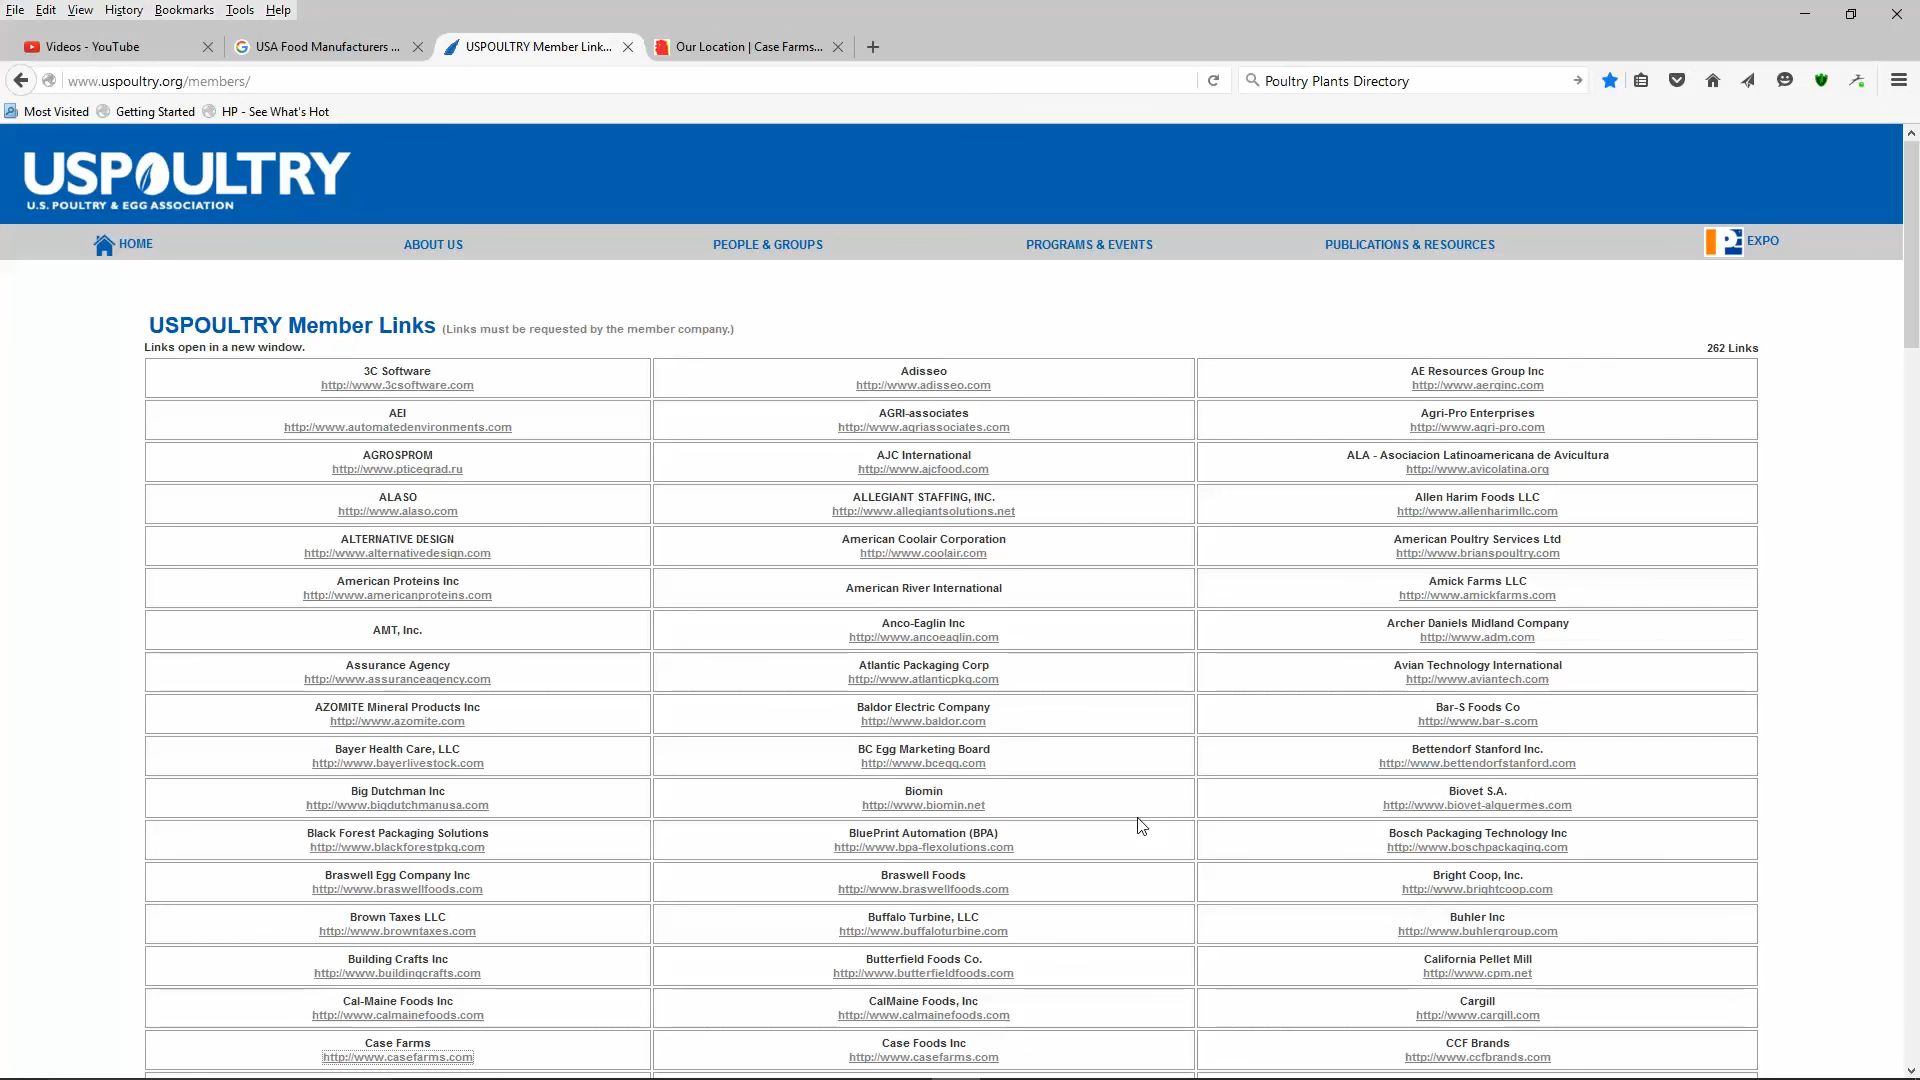 File Edit View History Bookmarks Tools Help
Videos - YouTube
USA Food Manufacturers ...
USPOULTRY Member Link...
Our Location | Case Farms...
www.uspoultry.org/members/
Poultry Plants Directory
Most Visited Getting Started HP - See What's Hot
USPOULTRY
U.S. POULTRY & EGG ASSOCIATION
HOME ABOUT US PEOPLE & GROUPS PROGRAMS & EVENTS PUBLICATIONS & RESOURCES IPPE EXPO
USPOULTRY Member Links (Links must be requested by the member company.)
Links open in a new window. 262 Links
3C Software Adisseo AE Resources Group Inc
http://www.3csoftware.com http://www.adisseo.com http://www.aerginc.com
AEI AGRI-associates Agri-Pro Enterprises
http://www.automatedenvironments.com http://www.agriassociates.com http://www.agri-pro.com
AGROSPROM AJC International ALA - Asociacion Latinoamericana de Avicultura
http://www.pticegrad.ru http://www.ajcfood.com http://www.avicolatina.org
ALASO ALLEGIANT STAFFING, INC. Allen Harim Foods LLC
http://www.alaso.com http://www.allegiantsolutions.net http://www.allenharimllc.com
ALTERNATIVE DESIGN American Coolair Corporation American Poultry Services Ltd
http://www.alternativedesign.com http://www.coolair.com http://www.brianspoultry.com
American Proteins Inc American River International Amick Farms LLC
http://www.americanproteins.com http://www.amickfarms.com
AMT, Inc. Anco-Eaglin Inc Archer Daniels Midland Company
http://www.ancoeaglin.com http://www.adm.com
Assurance Agency Atlantic Packaging Corp Avian Technology International
http://www.assuranceagency.com http://www.atlanticpkg.com http://www.aviantech.com
AZOMITE Mineral Products Inc Baldor Electric Company Bar-S Foods Co
http://www.azomite.com http://www.baldor.com http://www.bar-s.com
Bayer Health Care, LLC BC Egg Marketing Board Bettendorf Stanford Inc.
http://www.bayerlivestock.com http://www.bcegg.com http://www.bettendorfstanford.com
Big Dutchman Inc Biomin Biovet S.A.
http://www.bigdutchmanusa.com http://www.biomin.net http://www.biovet-alquermes.com
Black Forest Packaging Solutions BluePrint Automation (BPA) Bosch Packaging Technology Inc
http://www.blackforestpkg.com http://www.bpa-flexolutions.com http://www.boschpackaging.com
Braswell Egg Company Inc Braswell Foods Bright Coop, Inc.
http://www.braswellfoods.com http://www.braswellfoods.com http://www.brightcoop.com
Brown Taxes LLC Buffalo Turbine, LLC Buhler Inc
http://www.browntaxes.com http://www.buffaloturbine.com http://www.buhlergroup.com
Building Crafts Inc Butterfield Foods Co. California Pellet Mill
http://www.buildingcrafts.com http://www.butterfieldfoods.com http://www.cpm.net
Cal-Maine Foods Inc CalMaine Foods, Inc Cargill
http://www.calmainefoods.com http://www.calmainefoods.com http://www.cargill.com
Case Farms Case Foods Inc CCF Brands
http://www.casefarms.com http://www.casefarms.com http://www.ccfbrands.com